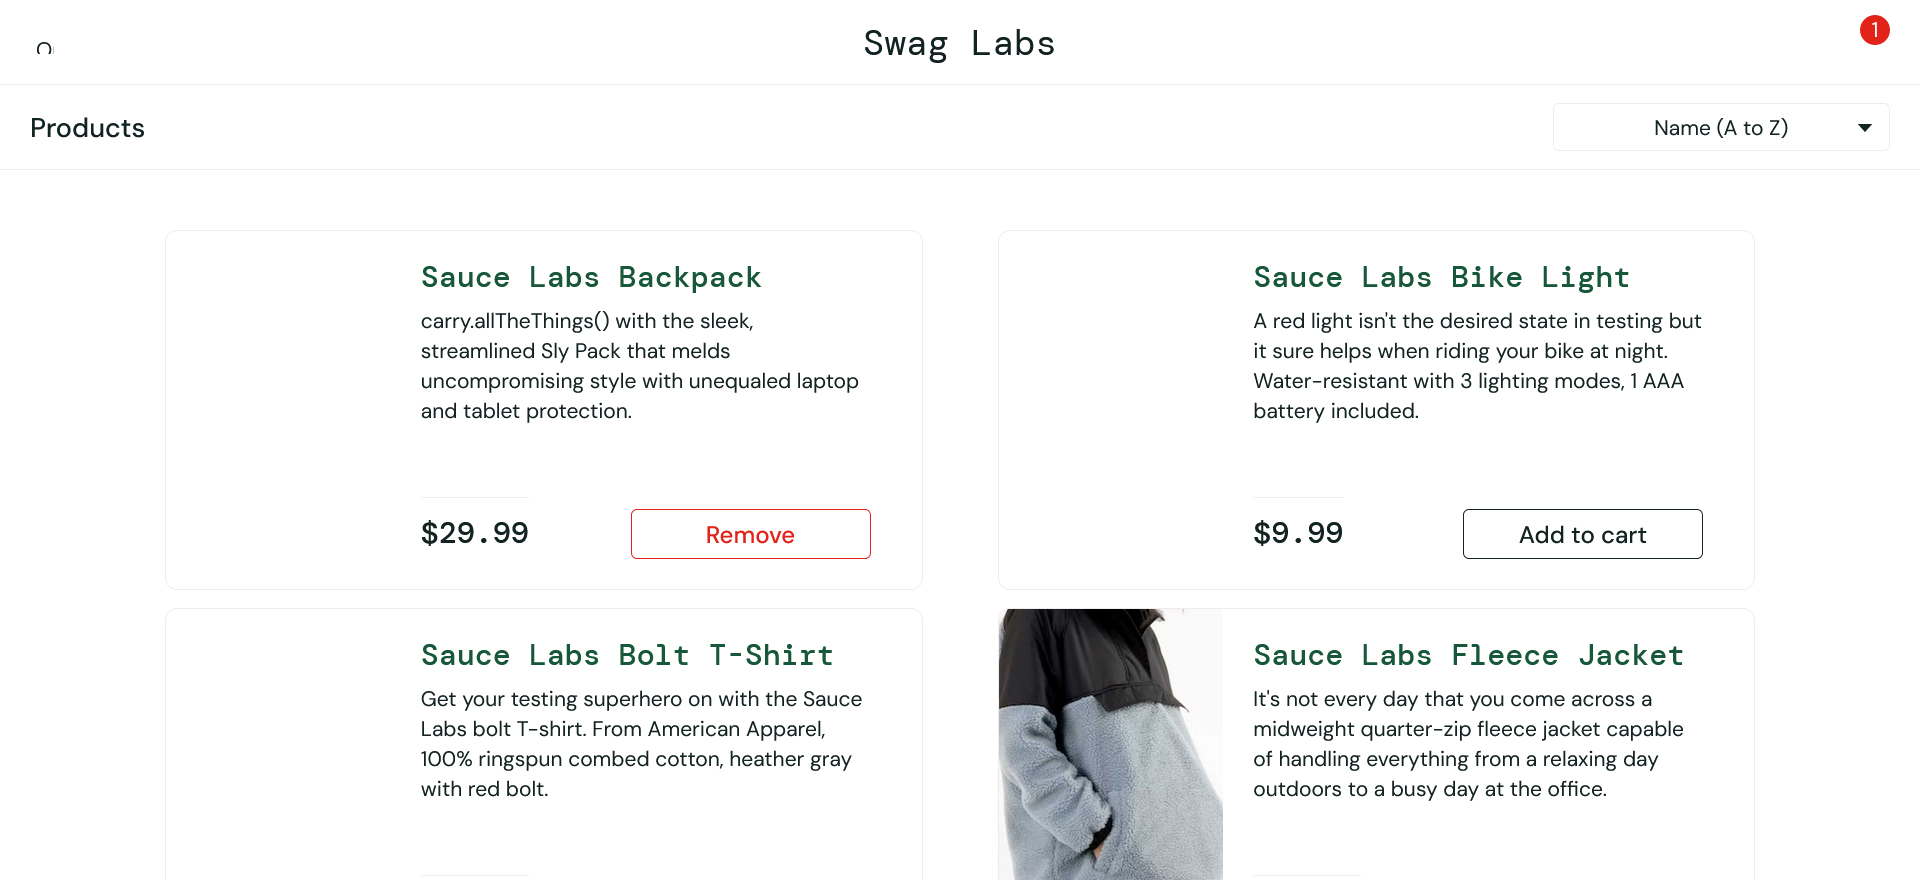 Swag Labs
1
Products
Name (A to Z)
Sauce Labs Backpack
carry.allTheThings() with the sleek,
streamlined Sly Pack that melds
uncompromising style with unequaled laptop
and tablet protection.
$29.99
Remove
Sauce Labs Bike Light
A red light isn't the desired state in testing but
it sure helps when riding your bike at night.
Water-resistant with 3 lighting modes, 1 AAA
battery included.
$9.99
Add to cart
Sauce Labs Bolt T-Shirt
Get your testing superhero on with the Sauce
Labs bolt T-shirt. From American Apparel,
100% ringspun combed cotton, heather gray
with red bolt.
Sauce Labs Fleece Jacket
It's not every day that you come across a
midweight quarter-zip fleece jacket capable
of handling everything from a relaxing day
outdoors to a busy day at the office.